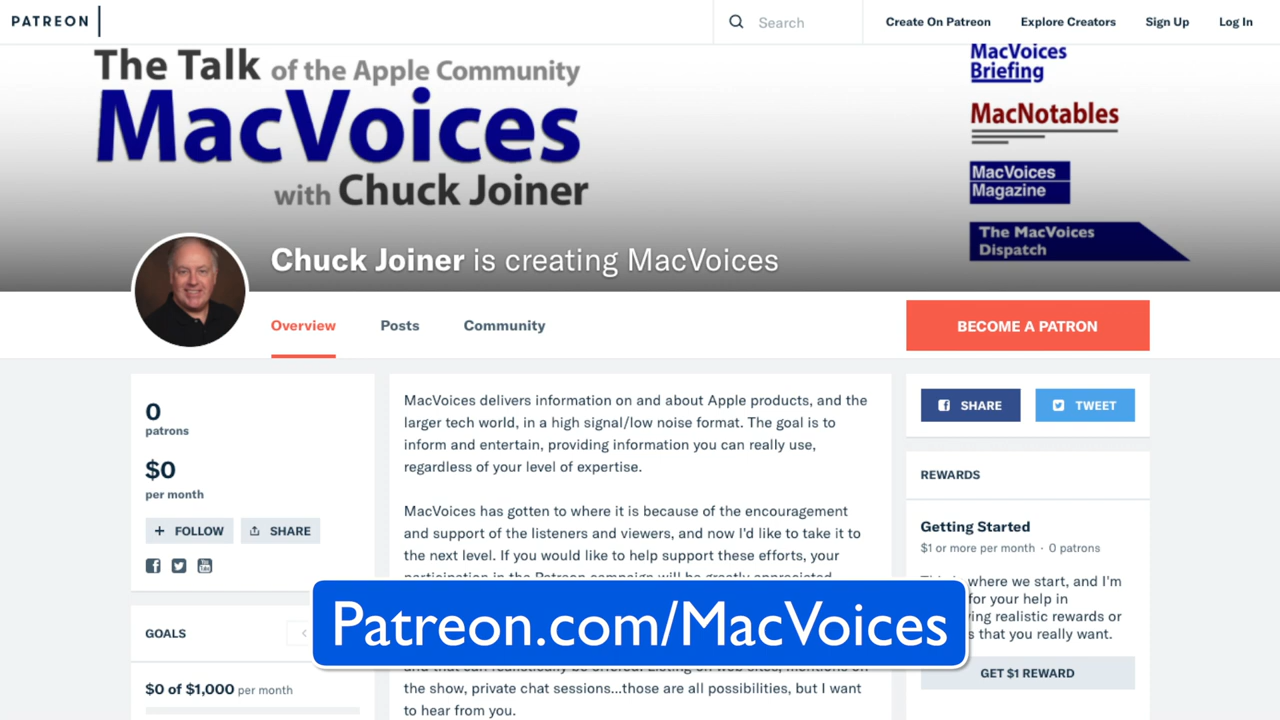 PATREON
Search
Create On Patreon
Explore Creators
Sign Up
Log In
The Talk of the Apple Community
MacVoices
with Chuck Joiner
MacVoices
Briefing
MacNotables
MacVoices
Magazine
The MacVoices
Dispatch
Chuck Joiner is creating MacVoices
Overview
Posts
Community
BECOME A PATRON
0
patrons
$0
per month
+ FOLLOW
SHARE
GOALS
$0 of $1,000 per month
MacVoices delivers information on and about Apple products, and the
larger tech world, in a high signal/low noise format. The goal is to
inform and entertain, providing information you can really use,
regardless of your level of expertise.
MacVoices has gotten to where it is because of the encouragement
and support of the listeners and viewers, and now I'd like to take it to
the next level. If you would like to help support these efforts, your
participation in the Patreon campaign will be greatly appreciated
the show, private chat sessions...those are all possibilities, but I want
to hear from you.
SHARE
TWEET
REWARDS
Getting Started
$1 or more per month · 0 patrons
where we start, and I'm
for your help in
realistic rewards or
that you really want.
GET $1 REWARD
Patreon.com/MacVoices